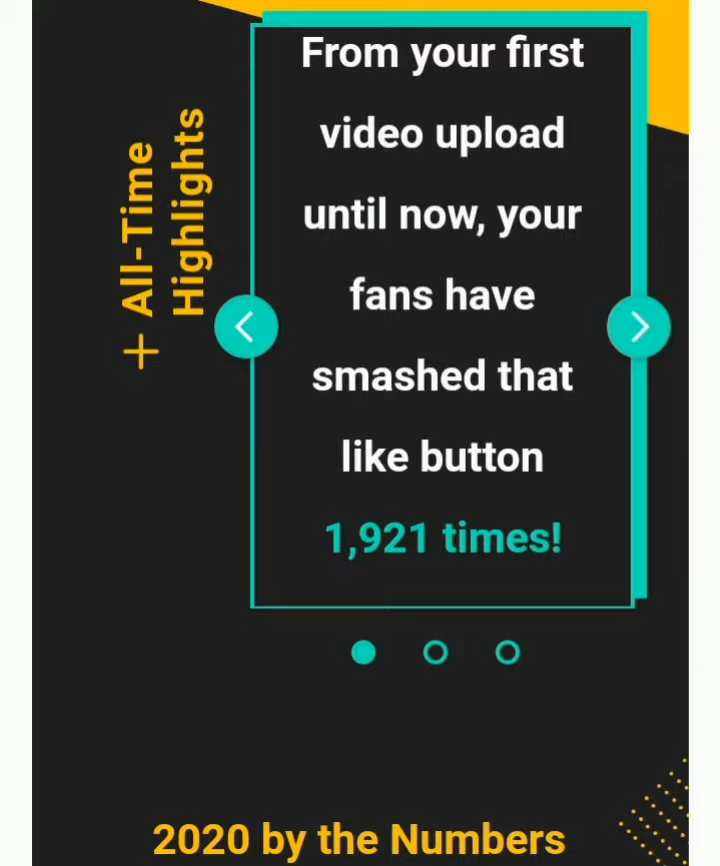 + All-Time
Highlights
From your first
video upload
until now, your
fans have
smashed that
like button
1,921 times!
2020 by the Numbers